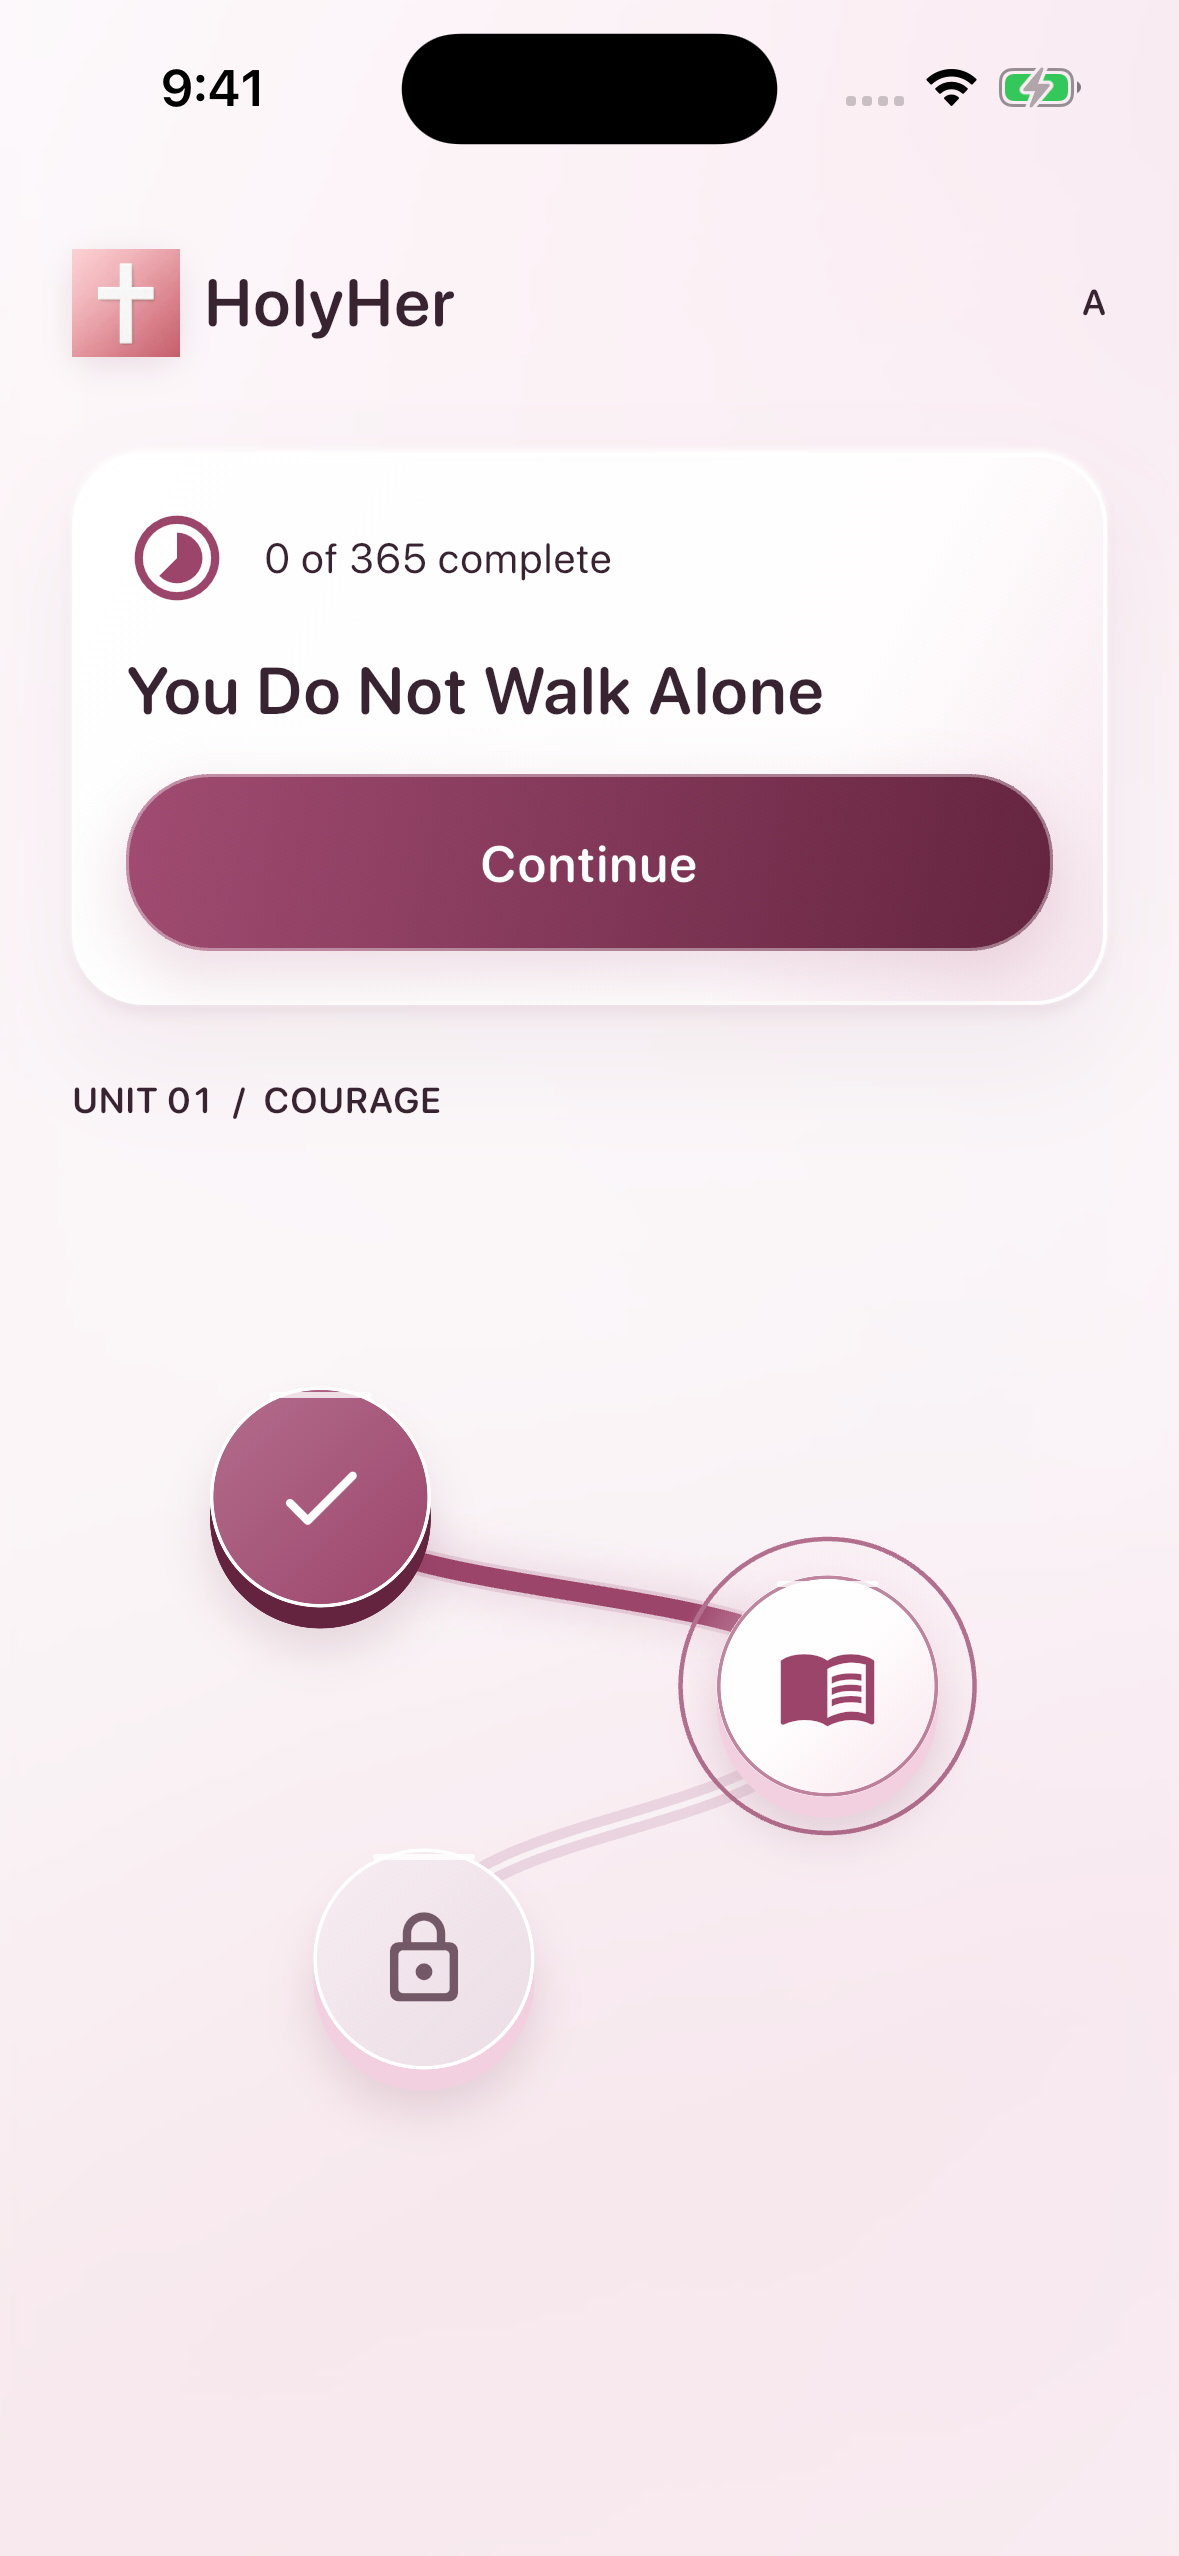 9:41
HolyHer
A
0 of 365 complete
You Do Not Walk Alone
Continue
UNIT 01 / COURAGE